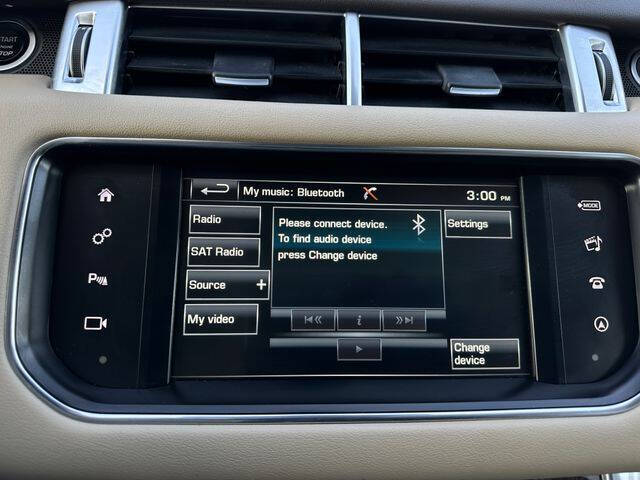 START
ENGINE
STOP
My music: Bluetooth
3:00 PM
Radio
Please connect device.
Settings
To find audio device
SAT Radio
press Change device
Source +
My video
i
Change
device
MODE
P